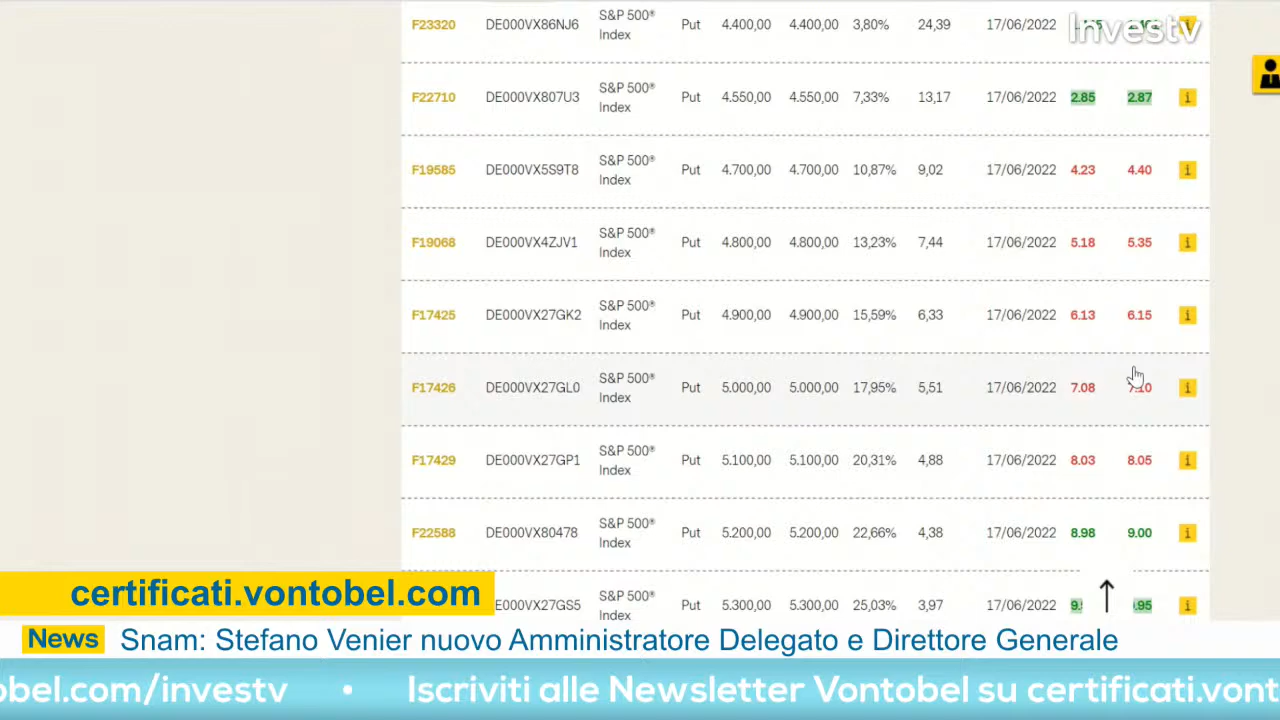 F23320 DE000VX86NJ6 S&P 500® Index Put 4.400,00 4.400,00 3,80% 24,39 17/06/2022
Investv
F22710 DE000VX807U3 S&P 500® Index Put 4.550,00 4.550,00 7,33% 13,17 17/06/2022 2.85 2.87 i
F19585 DE000VX5S9T8 S&P 500® Index Put 4.700,00 4.700,00 10,87% 9,02 17/06/2022 4.23 4.40 i
F19068 DE000VX4ZJV1 S&P 500® Index Put 4.800,00 4.800,00 13,23% 7,44 17/06/2022 5.18 5.35 i
F17425 DE000VX27GK2 S&P 500® Index Put 4.900,00 4.900,00 15,59% 6,33 17/06/2022 6.13 6.15 i
F17426 DE000VX27GL0 S&P 500® Index Put 5.000,00 5.000,00 17,95% 5,51 17/06/2022 7.08 7.10 i
F17429 DE000VX27GP1 S&P 500® Index Put 5.100,00 5.100,00 20,31% 4,88 17/06/2022 8.03 8.05 i
F22588 DE000VX80478 S&P 500® Index Put 5.200,00 5.200,00 22,66% 4,38 17/06/2022 8.98 9.00 i
E000VX27GS5 S&P 500® Index Put 5.300,00 5.300,00 25,03% 3,97 17/06/2022 9. .95 i
certificati.vontobel.com
News Snam: Stefano Venier nuovo Amministratore Delegato e Direttore Generale
obel.com/investv • Iscriviti alle Newsletter Vontobel su certificati.vont